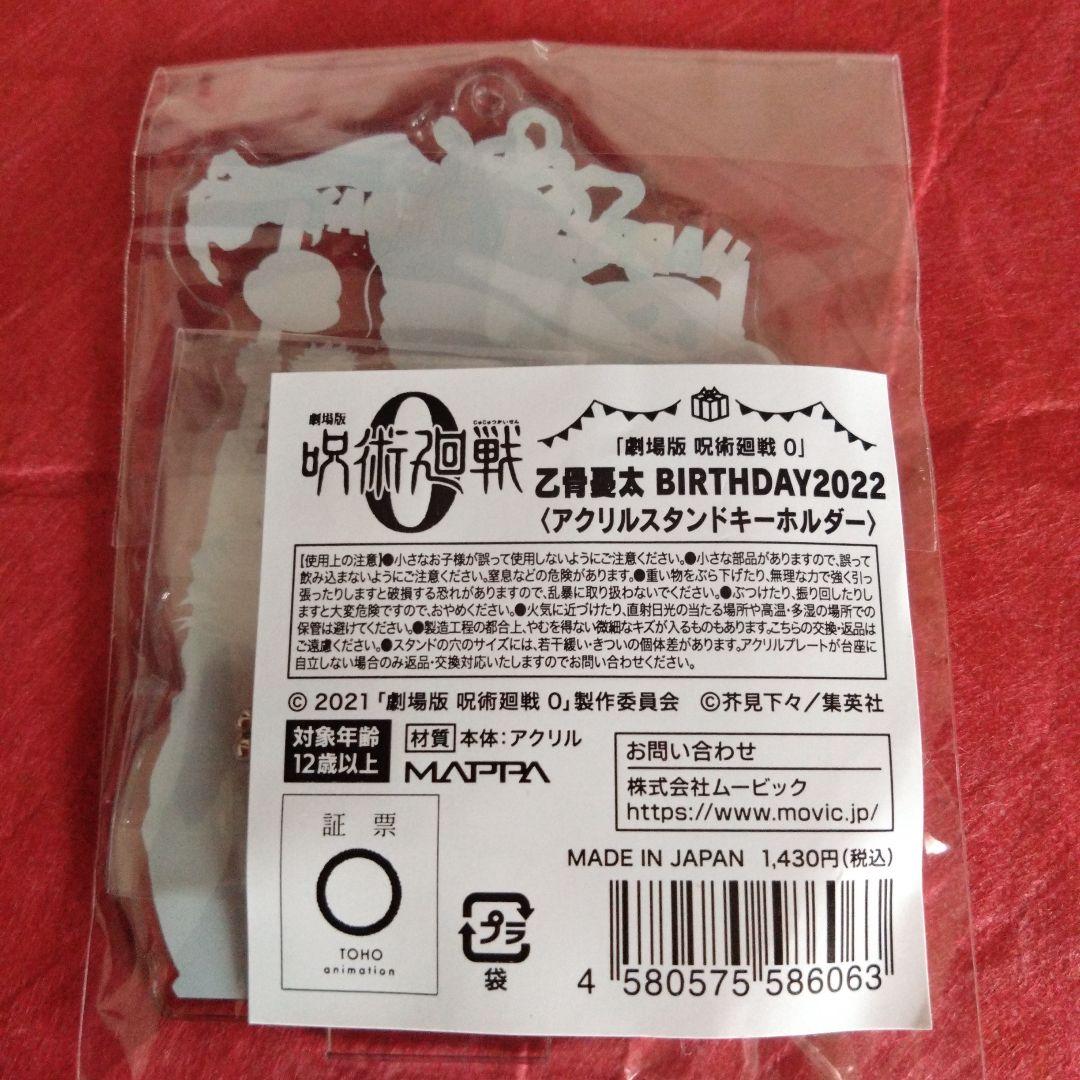 劇場版
呪術廻戦
0
じゅじゅつかいせん
「劇場版 呪術廻戦 0」
乙骨憂太 BIRTHDAY2022
〈アクリルスタンドキーホルダー〉
【使用上の注意】●小さなお子様が誤って使用しないようにご注意ください。●小さな部品がありますので、誤って
飲み込まないようにご注意ください。窒息などの危険があります。●重い物をぶら下げたり、無理な力で強く引っ
張ったりしますと破損する恐れがありますので、乱暴に取り扱わないでください。●ぶつけたり、振り回したりし
ますと大変危険ですので、おやめください。●火気に近づけたり、直射日光の当たる場所や高温・多湿の場所での
保管は避けてください。●製造工程の都合上、やむを得ない微細なキズが入るものもあります。こちらの交換・返品は
ご遠慮ください。●スタンドの穴のサイズには、若干緩い・きついの個体差があります。アクリルプレートが台座に
自立しない場合のみ返品・交換対応いたしますのでお問い合わせください。
© 2021「劇場版 呪術廻戦 0」製作委員会 ©芥見下々／集英社
対象年齢
12歳以上
材質 本体：アクリル
MAPPA
お問い合わせ
株式会社ムービック
https://www.movic.jp/
証票
TOHO
animation
プラ
袋
MADE IN JAPAN 1,430円(税込)
4 580575 586063